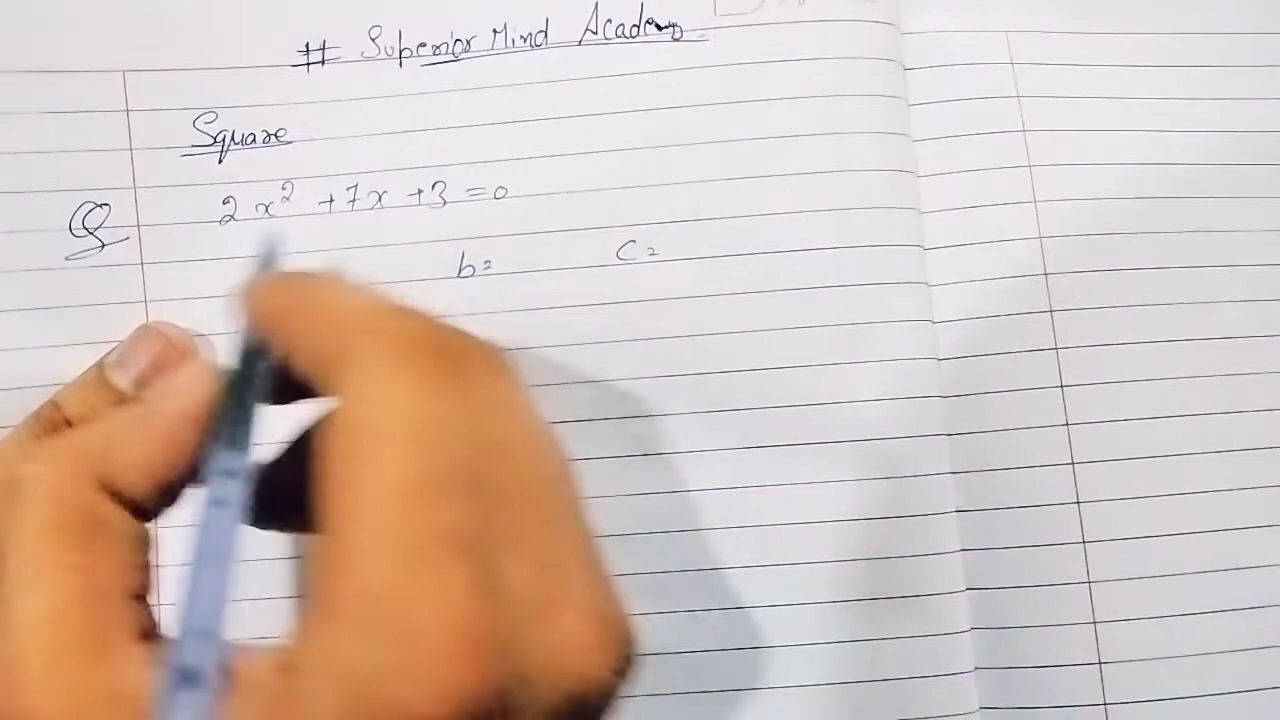 # Superior Mind Academy
Square
Q 2x² +7x +3 =0
b= C=